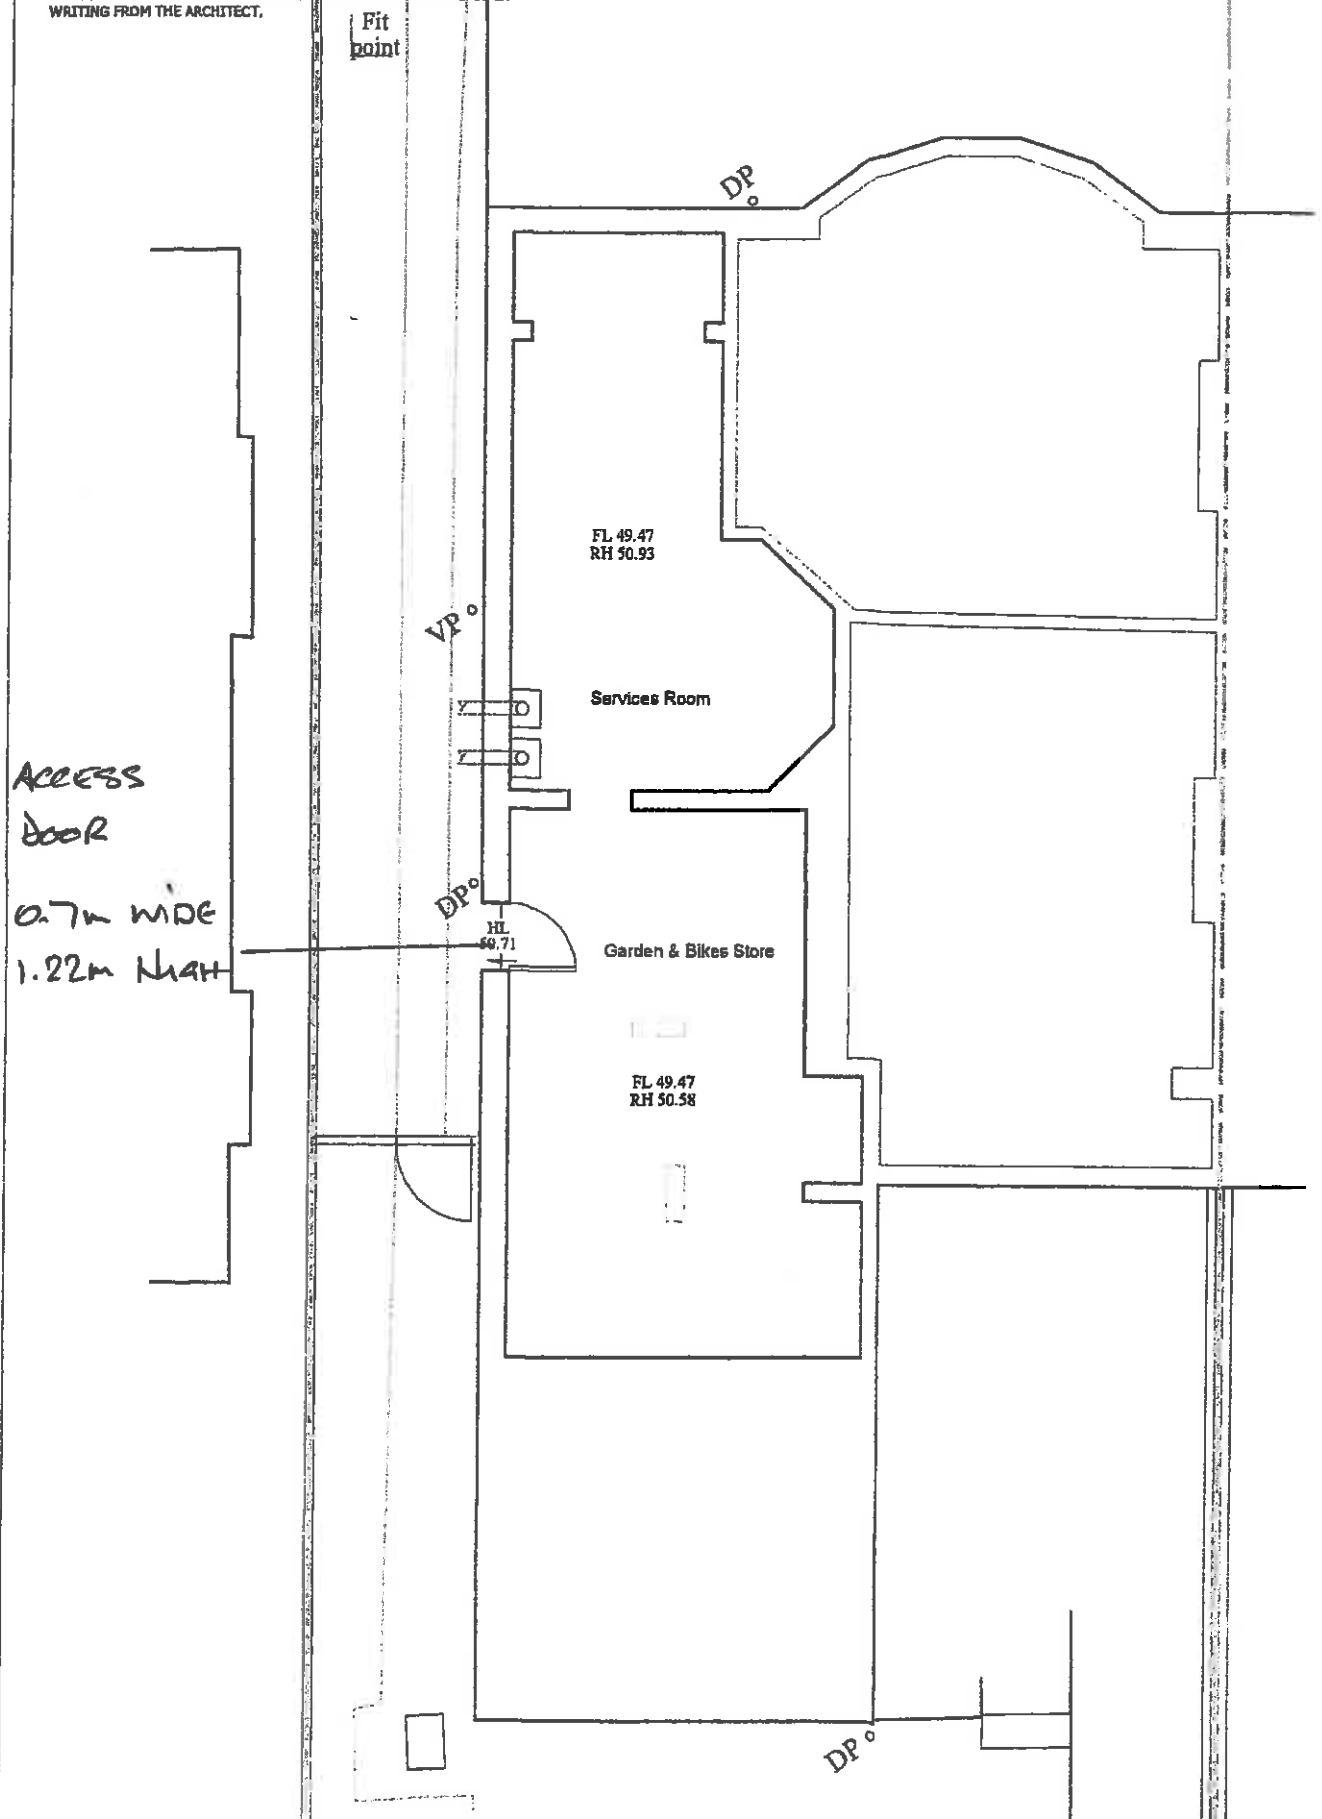 WRITING FROM THE ARCHITECT.
Fit
point
DP
FL 49.47
RH 50.93
VP
Services Room
ACCESS
DOOR
0.7m WIDE
1.22m HIGH
DP
HL
50.71
Garden & Bikes Store
FL 49.47
RH 50.58
DP